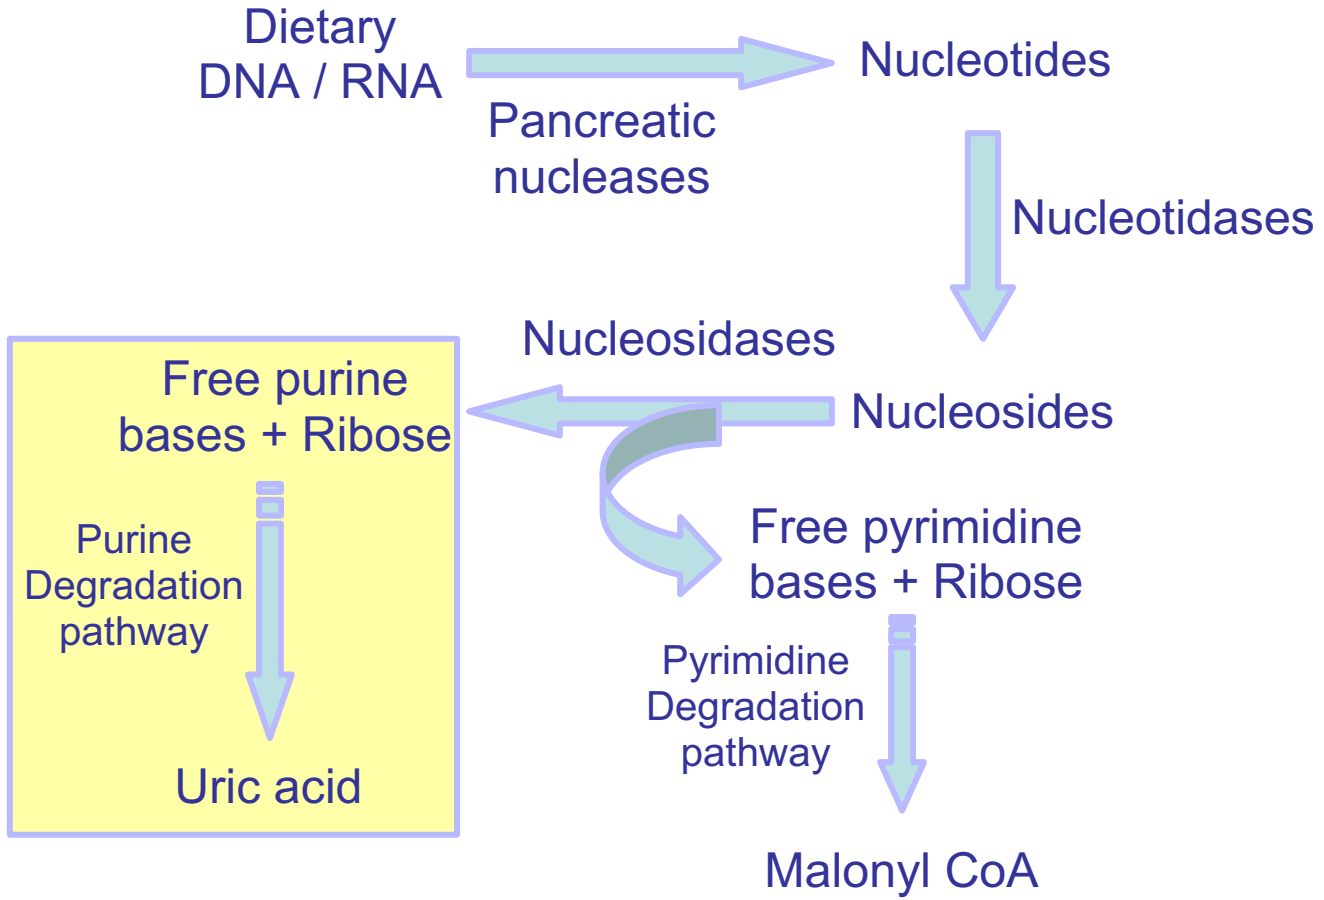 Dietary
DNA / RNA
Nucleotides
Pancreatic
nucleases
Nucleotidases
Nucleosidases
Nucleosides
Free purine
bases + Ribose
Purine
Degradation
pathway
Uric acid
Free pyrimidine
bases + Ribose
Pyrimidine
Degradation
pathway
Malonyl CoA